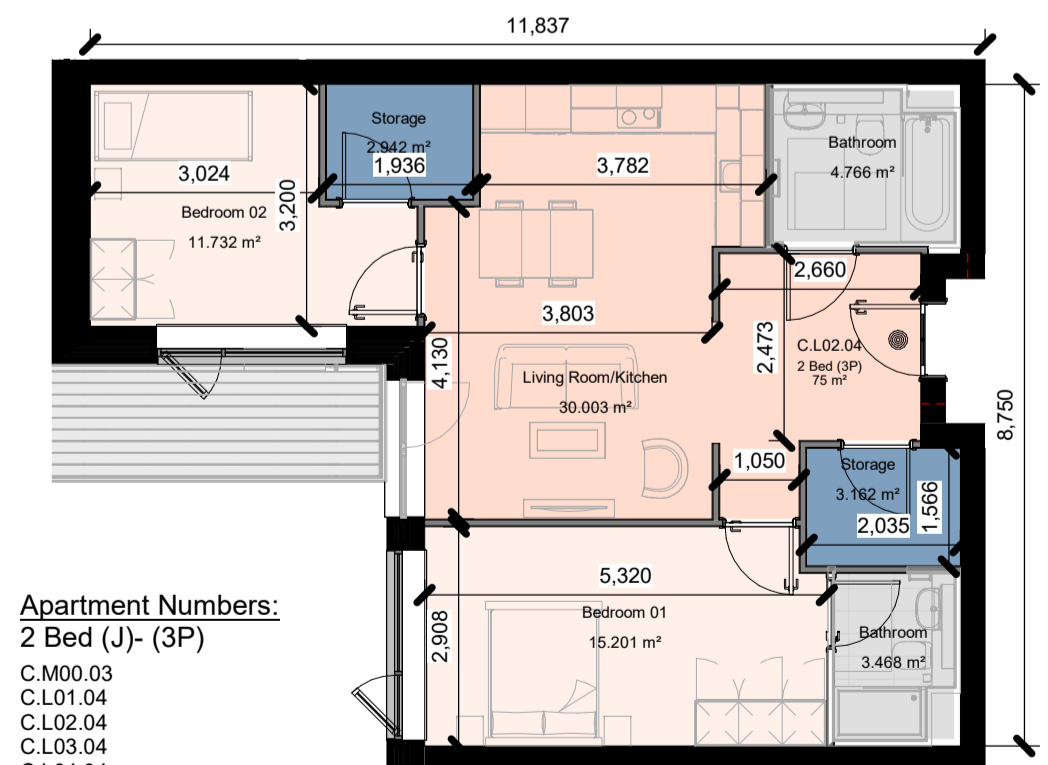 11,837
Storage
2.942 m²
1,936
3,024
3,782
Bathroom
4.766 m²
3,200
Bedroom 02
11.732 m²
2,660
3,803
2,473
C.L02.04
2 Bed (3P)
75 m²
4,130
Living Room/Kitchen
30.003 m²
8,750
1,050
Storage
3.162 m²
1,566
2,035
5,320
Bedroom 01
15.201 m²
2,908
Bathroom
3.468 m²
Apartment Numbers:
2 Bed (J)- (3P)
C.M00.03
C.L01.04
C.L02.04
C.L03.04